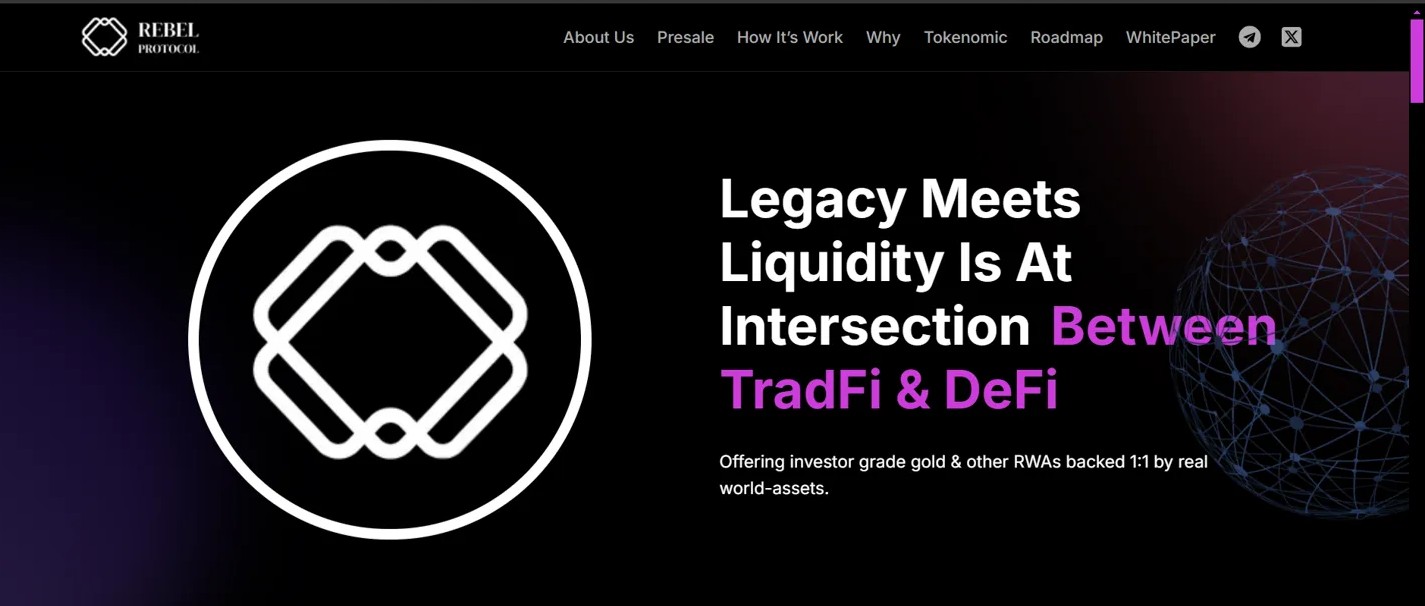 REBEL
PROTOCOL
About Us Presale How It's Work Why Tokenomic Roadmap WhitePaper
Legacy Meets
Liquidity Is At
Intersection Between
TradFi & DeFi
Offering investor grade gold & other RWAs backed 1:1 by real
world-assets.